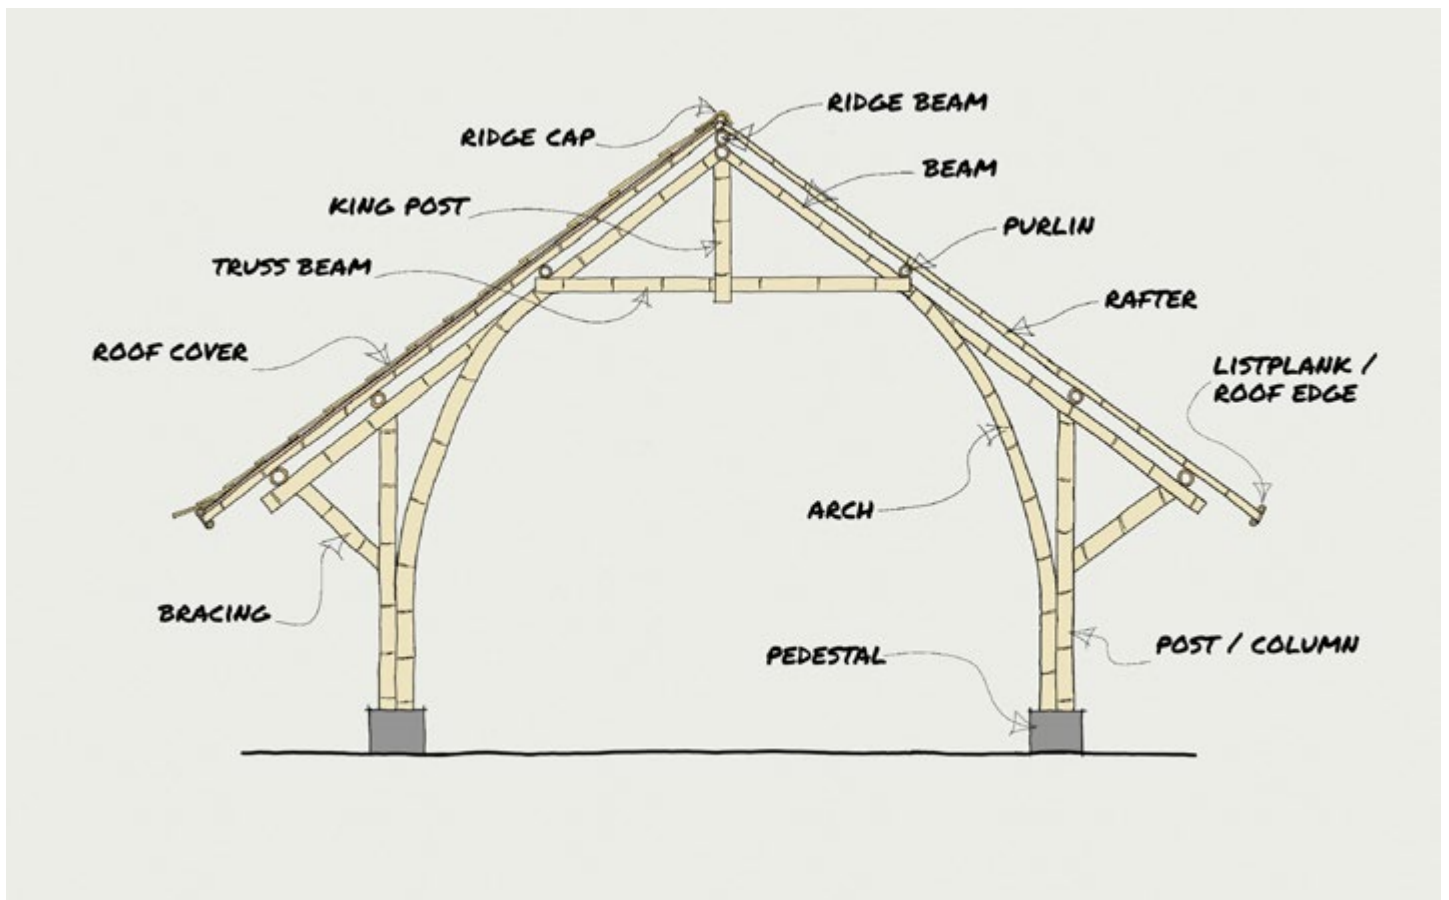 RIDGE BEAM
RIDGE CAP
BEAM
KING POST
PURLIN
TRUSS BEAM
RAFTER
ROOF COVER
LISTPLANK /
ROOF EDGE
ARCH
BRACING
POST / COLUMN
PEDESTAL